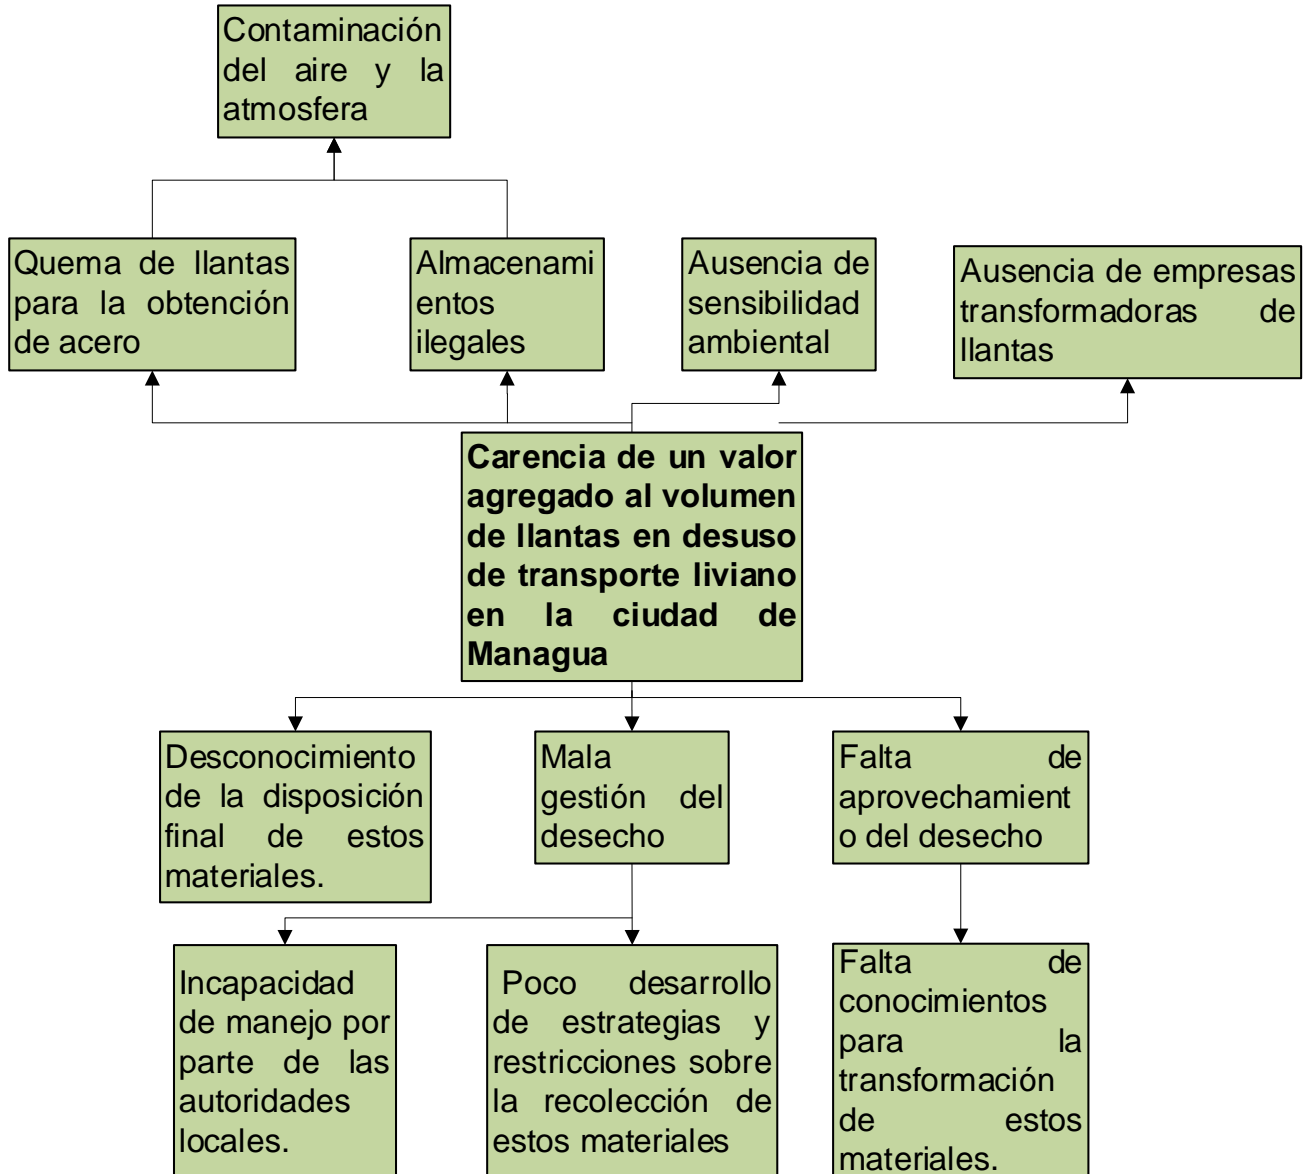 Contaminación
del aire y la
atmosfera
Quema de llantas
para la obtención
de acero
Almacenami
entos
ilegales
Ausencia de
sensibilidad
ambiental
Ausencia de empresas
transformadoras de
llantas
Carencia de un valor
agregado al volumen
de llantas en desuso
de transporte liviano
en la ciudad de
Managua
Desconocimiento
de la disposición
final de estos
materiales.
Mala
gestión del
desecho
Falta de
aprovechamient
o del desecho
Incapacidad
de manejo por
parte de las
autoridades
locales.
Poco desarrollo
de estrategias y
restricciones sobre
la recolección de
estos materiales
Falta de
conocimientos
para la
transformación
de estos
materiales.